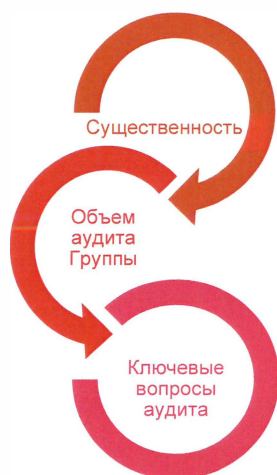 Существенность
Объем
аудита
Группы
Ключевые
вопросы
аудита